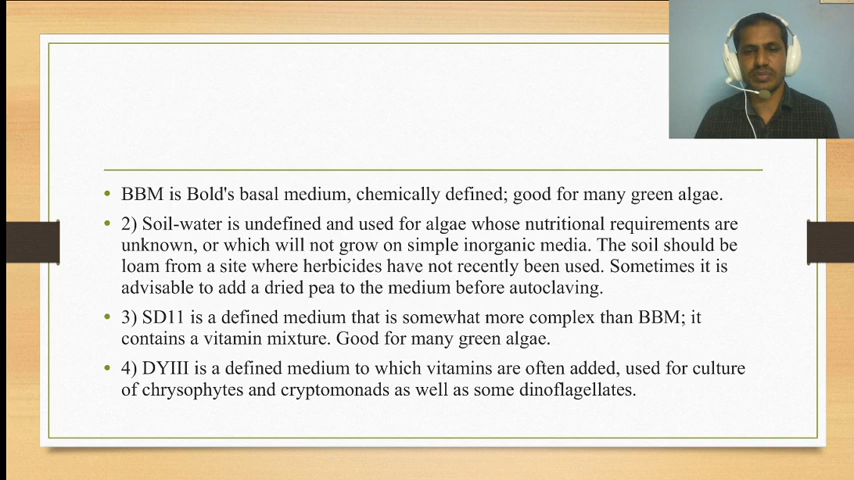 • BBM is Bold's basal medium, chemically defined; good for many green algae.
• 2) Soil-water is undefined and used for algae whose nutritional requirements are
unknown, or which will not grow on simple inorganic media. The soil should be
loam from a site where herbicides have not recently been used. Sometimes it is
advisable to add a dried pea to the medium before autoclaving.
• 3) SD11 is a defined medium that is somewhat more complex than BBM; it
contains a vitamin mixture. Good for many green algae.
• 4) DYIII is a defined medium to which vitamins are often added, used for culture
of chrysophytes and cryptomonads as well as some dinoflagellates.